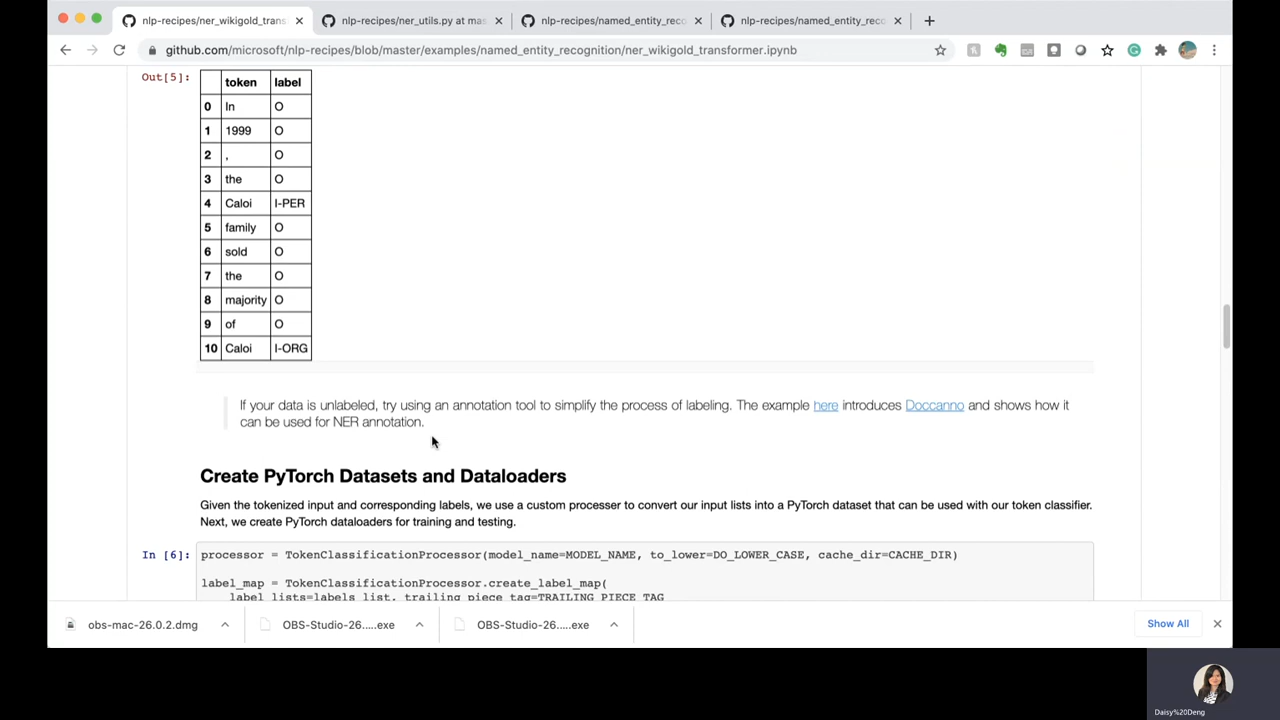 nlp-recipes/ner_wikigold_trans
nlp-recipes/ner_utils.py at mas
nlp-recipes/named_entity_reco
nlp-recipes/named_entity_reco
github.com/microsoft/nlp-recipes/blob/master/examples/named_entity_recognition/ner_wikigold_transformer.ipynb
Out[5]:
token label
0 In O
1 1999 O
2 , O
3 the O
4 Caloi I-PER
5 family O
6 sold O
7 the O
8 majority O
9 of O
10 Caloi I-ORG
If your data is unlabeled, try using an annotation tool to simplify the process of labeling. The example here introduces Doccanno and shows how it
can be used for NER annotation.
Create PyTorch Datasets and Dataloaders
Given the tokenized input and corresponding labels, we use a custom processer to convert our input lists into a PyTorch dataset that can be used with our token classifier.
Next, we create PyTorch dataloaders for training and testing.
In [6]: processor = TokenClassificationProcessor(model_name=MODEL_NAME, to_lower=DO_LOWER_CASE, cache_dir=CACHE_DIR)
label_map = TokenClassificationProcessor.create_label_map(
label_lists=labels_list, trailing_piece_tag=TRAILING_PIECE_TAG
obs-mac-26.0.2.dmg
OBS-Studio-26.....exe
OBS-Studio-26.....exe
Show All
Daisy%20Deng